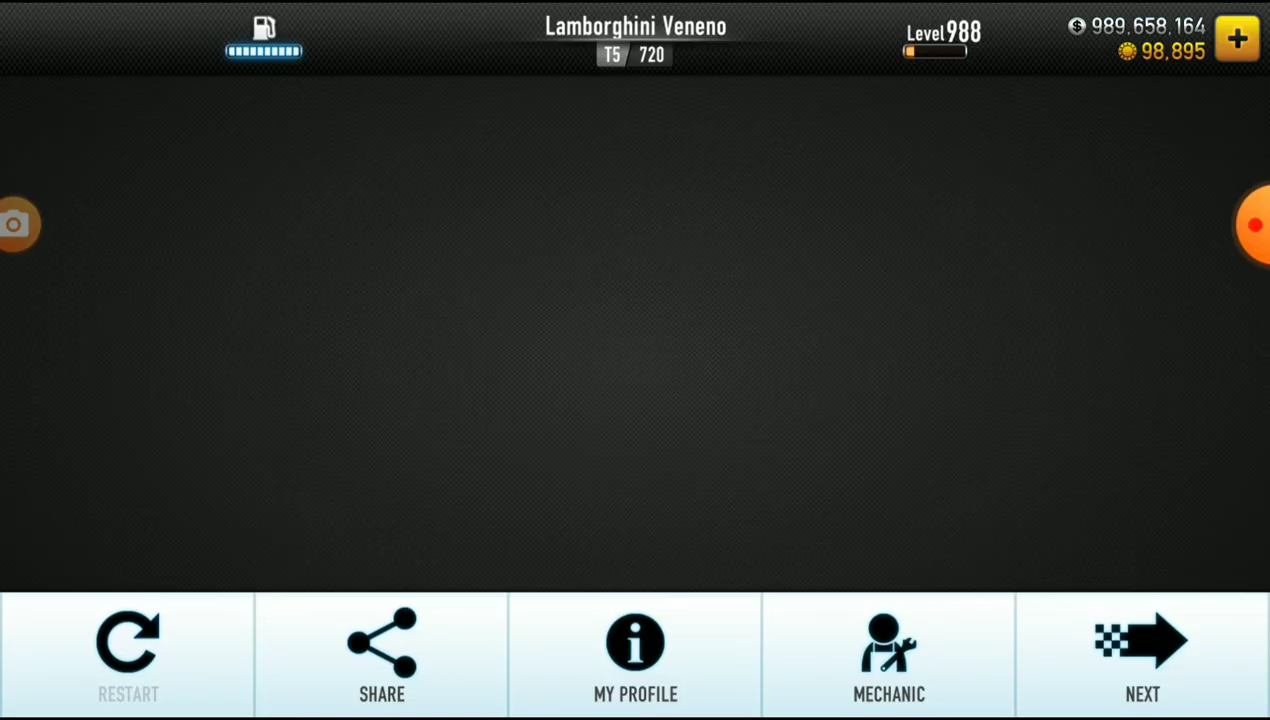 Lamborghini Veneno
T5 720
Level 988
989,658,164
98,895
RESTART
SHARE
MY PROFILE
MECHANIC
NEXT